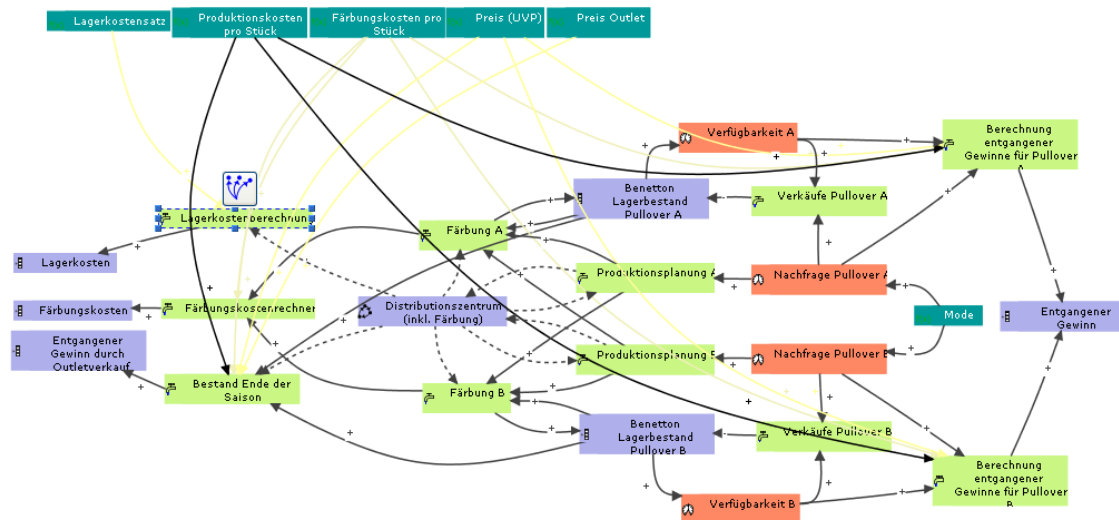 Lagerkostensatz
Produktionskosten
pro Stück
Färbungskosten pro
Stück
Preis (UVP)
Preis Outlet
Verfügbarkeit A
Berechnung
entgangener
Gewinne für Pullover
A
Benetton
Lagerbestand
Pullover A
Verkäufe Pullover A
Lagerkostenberechnung
Färbung A
Lagerkosten
Produktionsplanung A
Nachfrage Pullover A
Färbungskosten
Färbungskostenrechner
Distributionszentrum
(inkl. Färbung)
Mode
Entgangener
Gewinn
Entgangener
Gewinn durch
Outletverkauf
Produktionsplanung B
Nachfrage Pullover B
Bestand Ende der
Saison
Färbung B
Benetton
Lagerbestand
Pullover B
Verkäufe Pullover B
Berechnung
entgangener
Gewinne für Pullover
B
Verfügbarkeit B